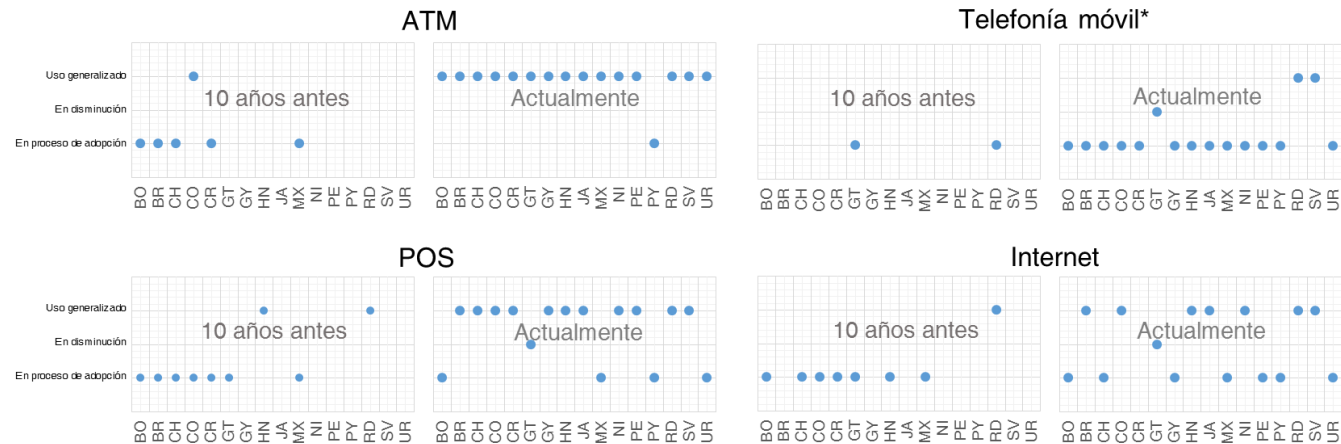 ATM
Telefonía móvil*
Uso generalizado
En disminución
En proceso de adopción
10 años antes
Actualmente
10 años antes
Actualmente
BO BR CH CO CR GT GY HN JA MX NI PE PY RD SV UR
BO BR CH CO CR GT GY HN JA MX NI PE PY RD SV UR
BO BR CH CO CR GT GY HN JA MX NI PE PY RD SV UR
BO BR CH CO CR GT GY HN JA MX NI PE PY RD SV UR
POS
Internet
Uso generalizado
En disminución
En proceso de adopción
10 años antes
Actualmente
10 años antes
Actualmente
BO BR CH CO CR GT GY HN JA MX NI PE PY RD SV UR
BO BR CH CO CR GT GY HN JA MX NI PE PY RD SV UR
BO BR CH CO CR GT GY HN JA MX NI PE PY RD SV UR
BO BR CH CO CR GT GY HN JA MX NI PE PY RD SV UR